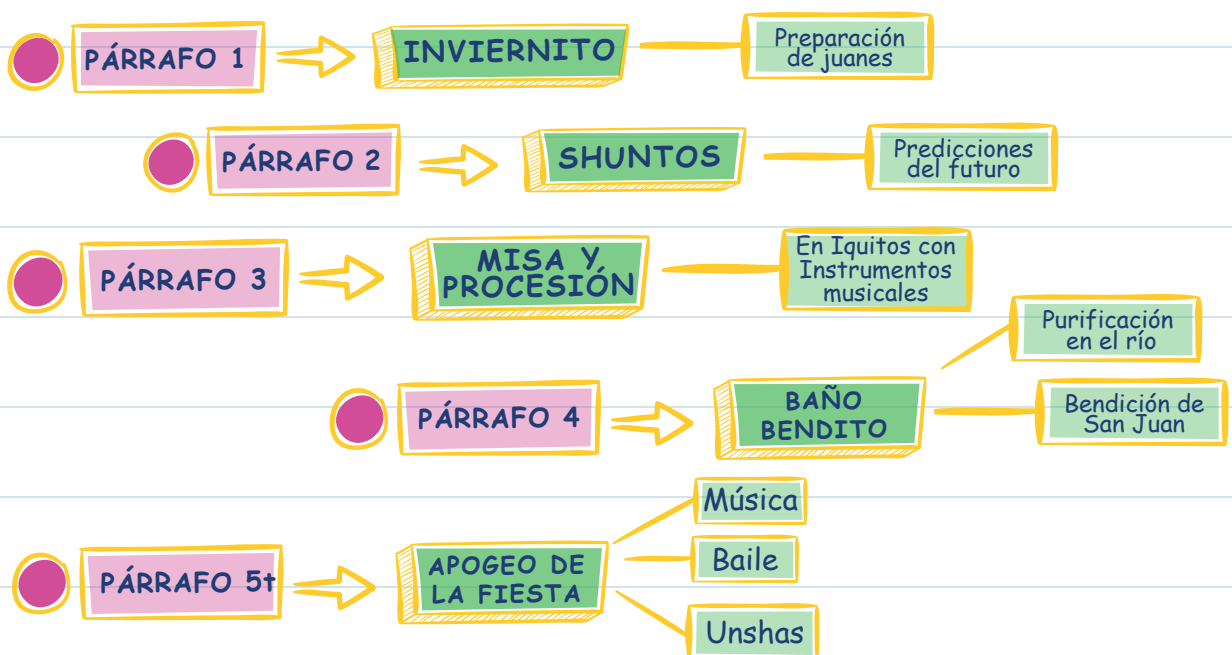 PÁRRAFO 1
INVIERNITO
Preparación
de juanes
PÁRRAFO 2
SHUNTOS
Predicciones
del futuro
PÁRRAFO 3
MISA Y
PROCESIÓN
En Iquitos con
Instrumentos
musicales
PÁRRAFO 4
BAÑO
BENDITO
Purificación
en el río
Bendición de
San Juan
PÁRRAFO 5t
APOGEO DE
LA FIESTA
Música
Baile
Unshas